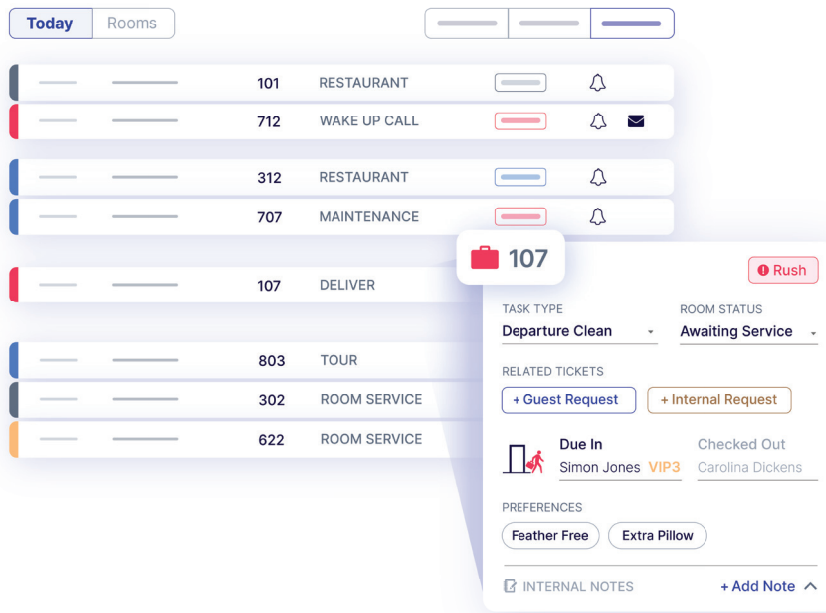 Today Rooms
101 RESTAURANT
712 WAKE UP CALL
312 RESTAURANT
707 MAINTENANCE
107 DELIVER
803 TOUR
302 ROOM SERVICE
622 ROOM SERVICE
107
Rush
TASK TYPE ROOM STATUS
Departure Clean Awaiting Service
RELATED TICKETS
+ Guest Request + Internal Request
Due In Checked Out
Simon Jones VIP3 Carolina Dickens
PREFERENCES
Feather Free Extra Pillow
INTERNAL NOTES + Add Note